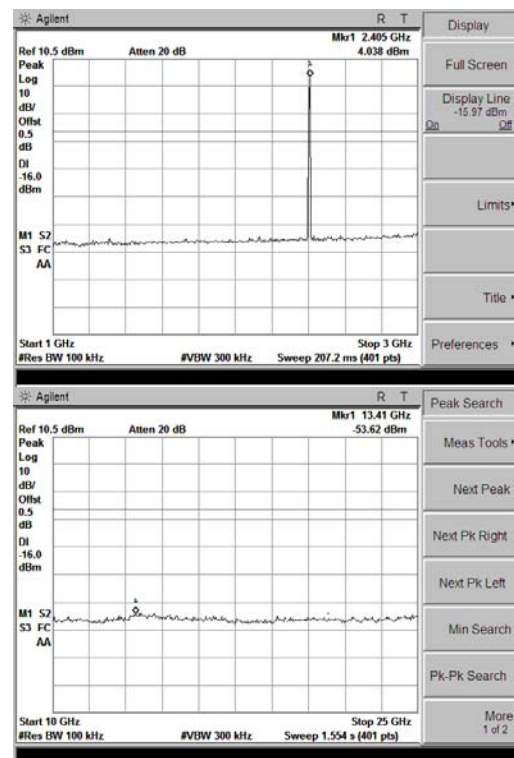 Agilent R T
Display
Mkr1 2.405 GHz
Ref 10.5 dBm Atten 20 dB 4.038 dBm
Peak
Log
10
dB/
Offst
0.5
dB
DI
-16.0
dBm
M1 S2
S3 FC
AA
1
Start 1 GHz Stop 3 GHz
#Res BW 100 kHz #VBW 300 kHz Sweep 207.2 ms (401 pts)
Full Screen
Display Line
-15.97 dBm
On Off
Limits
Title
Preferences
Agilent R T
Peak Search
Mkr1 13.41 GHz
Ref 10.5 dBm Atten 20 dB -53.62 dBm
Peak
Log
10
dB/
Offst
0.5
dB
DI
-16.0
dBm
M1 S2
S3 FC
AA
1
Start 10 GHz Stop 25 GHz
#Res BW 100 kHz #VBW 300 kHz Sweep 1.554 s (401 pts)
Meas Tools
Next Peak
Next Pk Right
Next Pk Left
Min Search
Pk-Pk Search
More
1 of 2